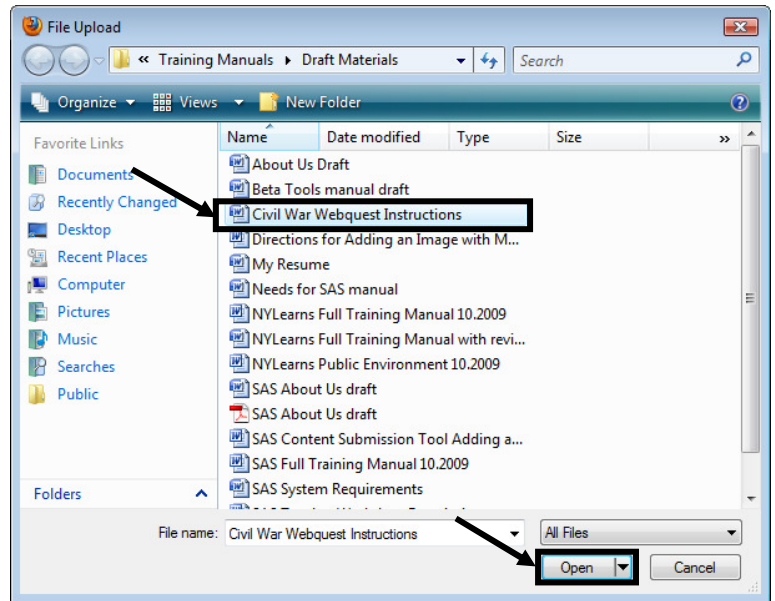 File Upload
« Training Manuals Draft Materials Search
Organize Views New Folder
Favorite Links
Documents
Recently Changed
Desktop
Recent Places
Computer
Pictures
Music
Searches
Public
Folders
Name Date modified Type Size »
About Us Draft
Beta Tools manual draft
Civil War Webquest Instructions
Directions for Adding an Image with M...
My Resume
Needs for SAS manual
NYLearns Full Training Manual 10.2009
NYLearns Full Training Manual with revi...
NYLearns Public Environment 10.2009
SAS About Us draft
SAS About Us draft
SAS Content Submission Tool Adding a...
SAS Full Training Manual 10.2009
SAS System Requirements
File name: Civil War Webquest Instructions All Files
Open Cancel